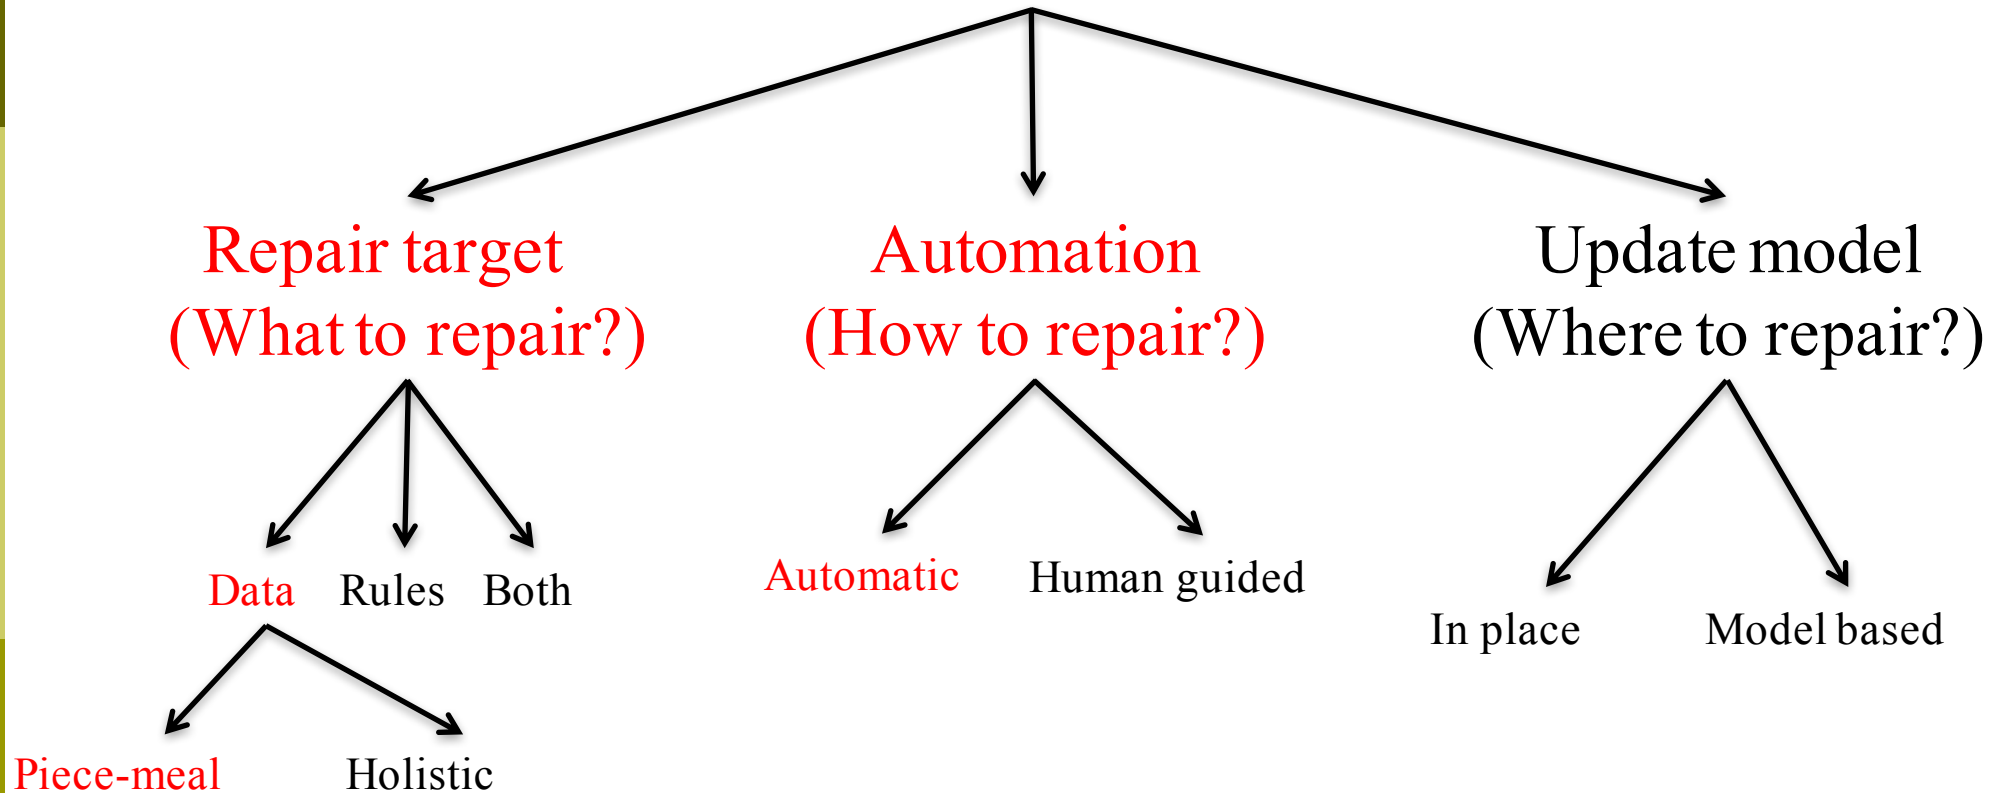 Repair target
(What to repair?)
Automation
(How to repair?)
Update model
(Where to repair?)
Data
Rules
Both
Automatic
Human guided
In place
Model based
Piece-meal
Holistic